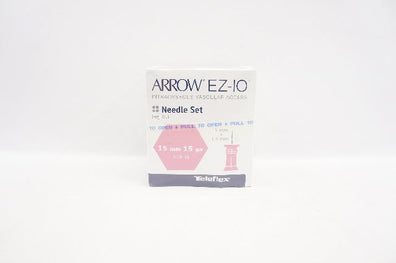 ARROW® EZ-IO
INTRAOSSEOUS VASCULAR ACCESS
Needle Set
TO OPEN PULL TO OPEN PULL TO
15 mm 15 ga
Teleflex